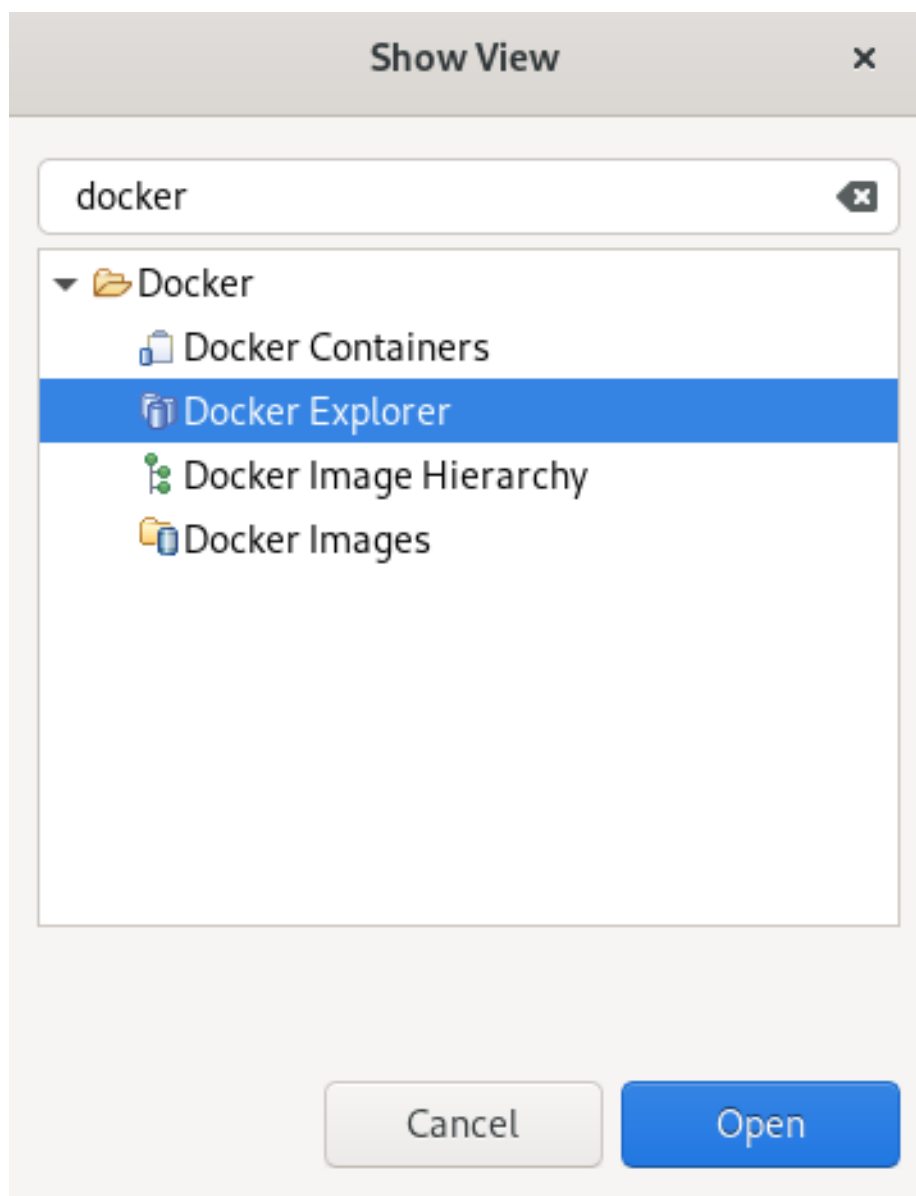 Show View
docker
Docker
Docker Containers
Docker Explorer
Docker Image Hierarchy
Docker Images
Cancel Open